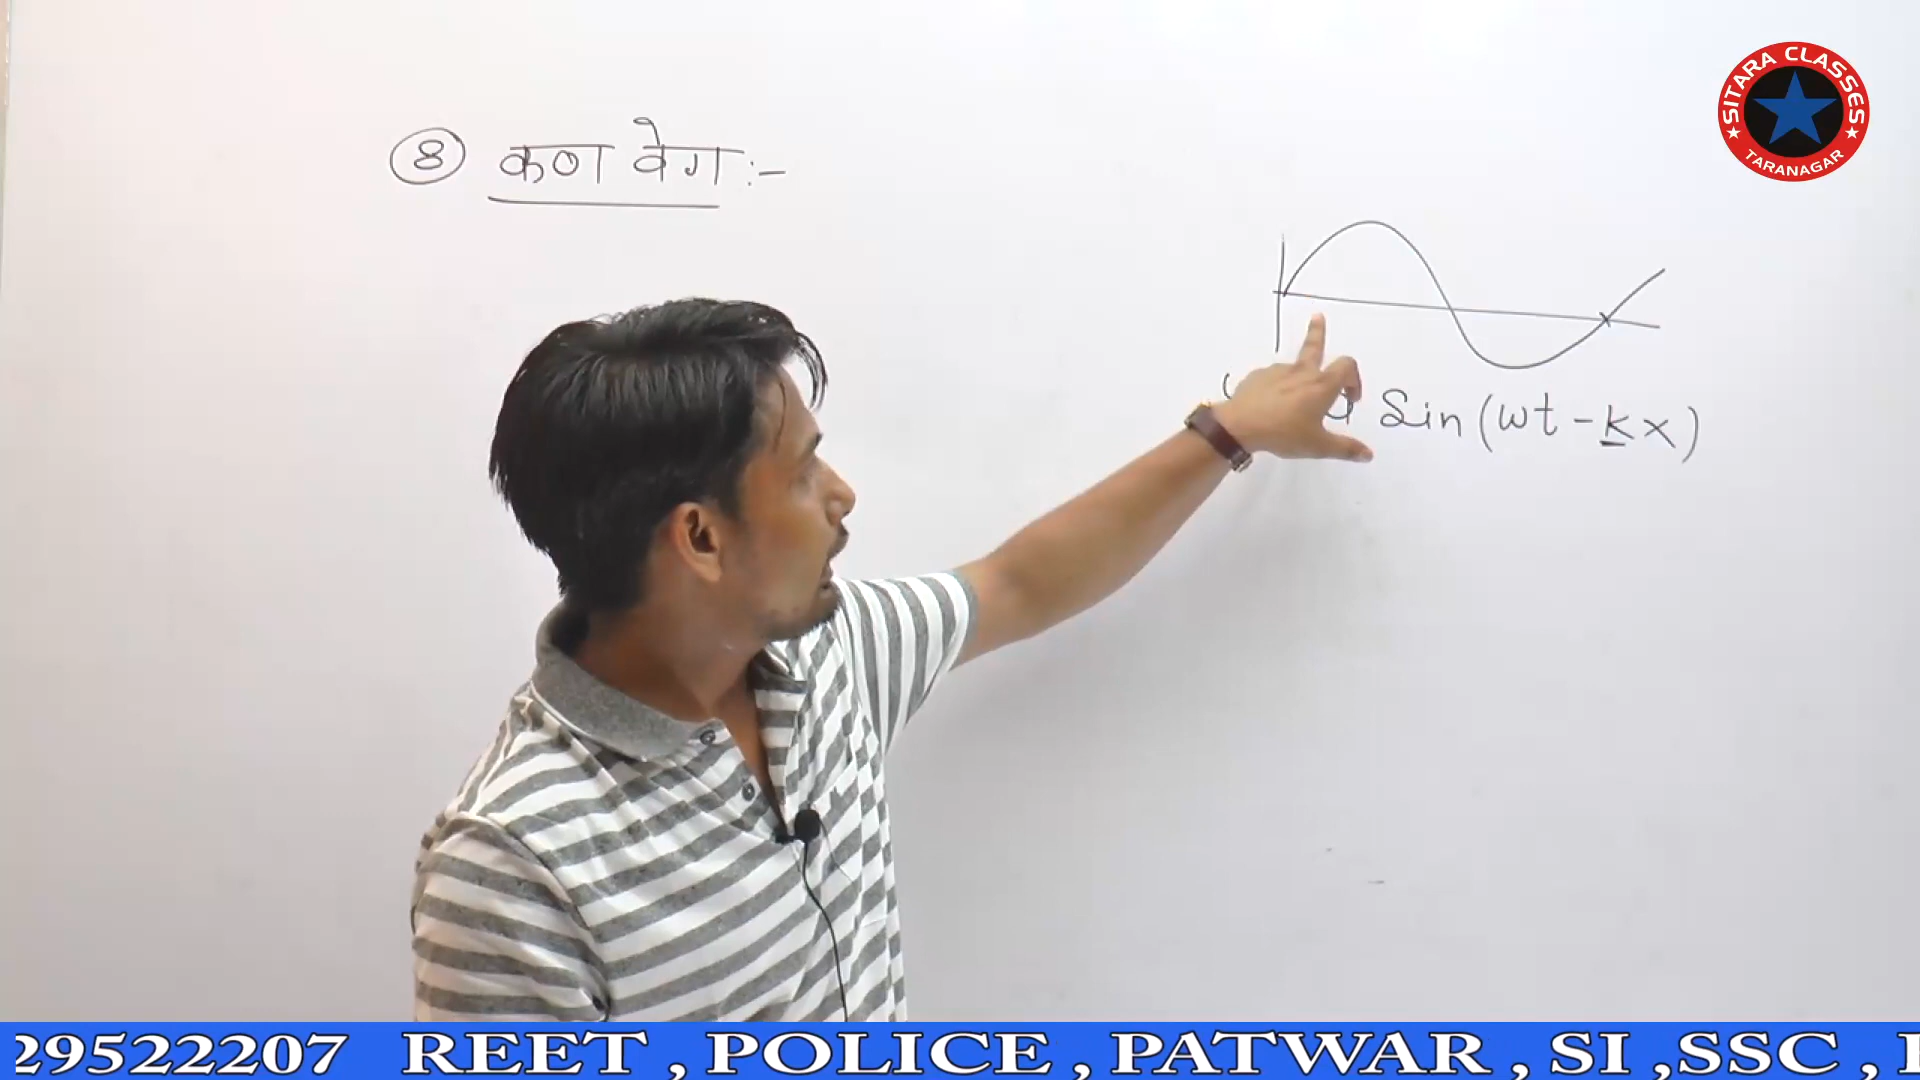 ⑧ कण वेग :-
Sin (ωt - kx)
SITARA CLASSES
TARANAGAR
29522207 REET , POLICE , PATWAR , SI ,SSC ,